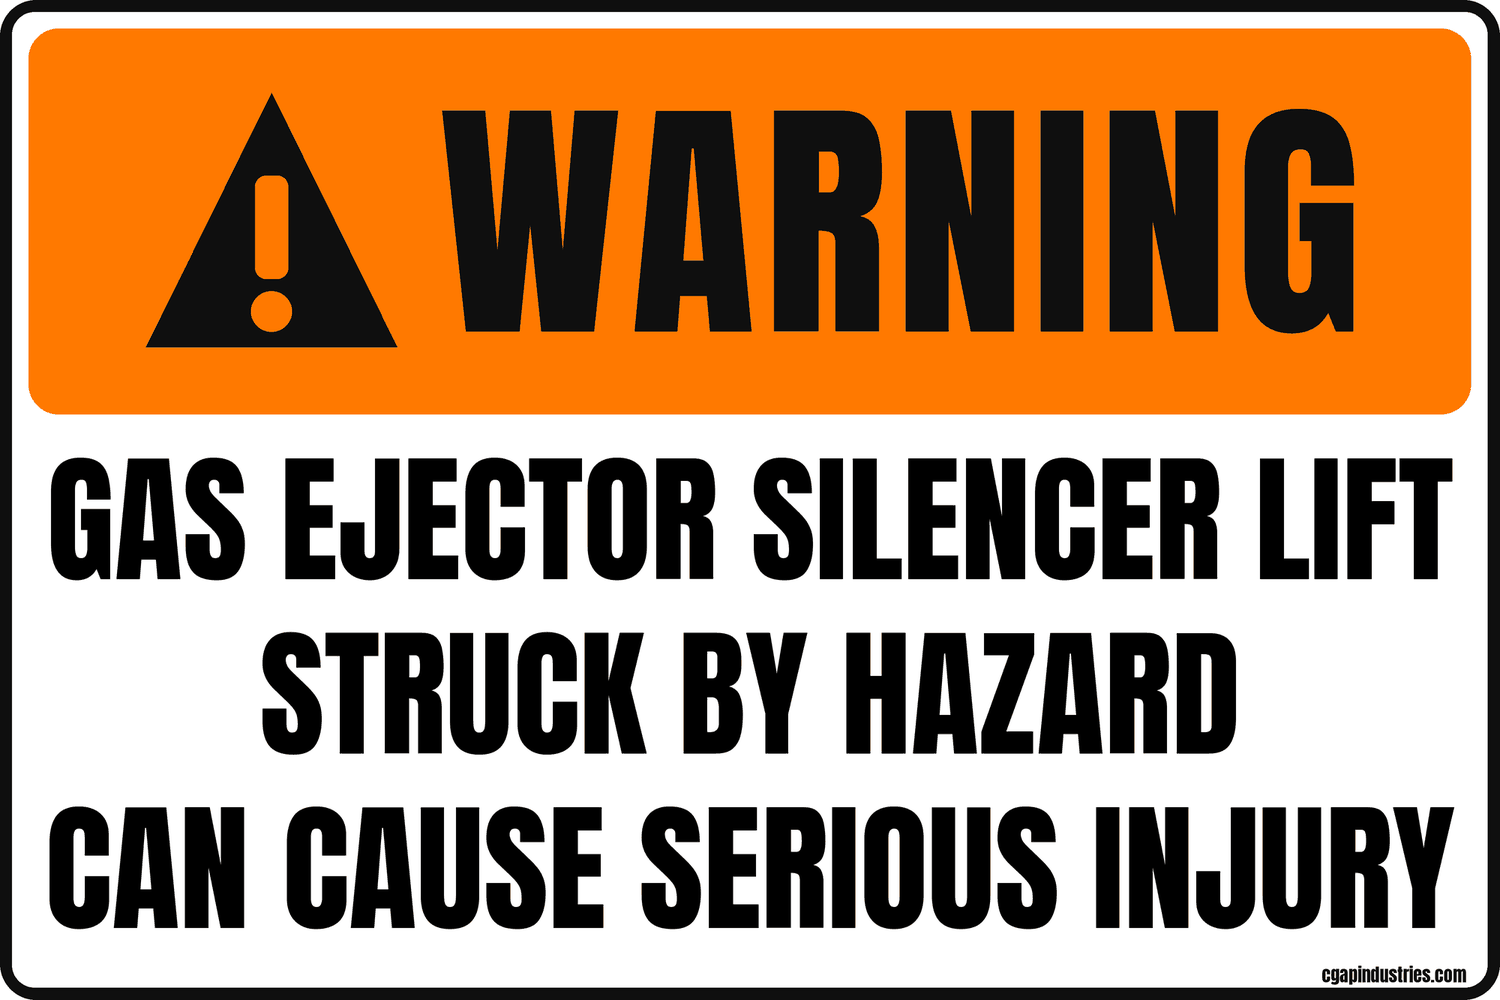 WARNING
GAS EJECTOR SILENCER LIFT
STRUCK BY HAZARD
CAN CAUSE SERIOUS INJURY
cgapindustries.com